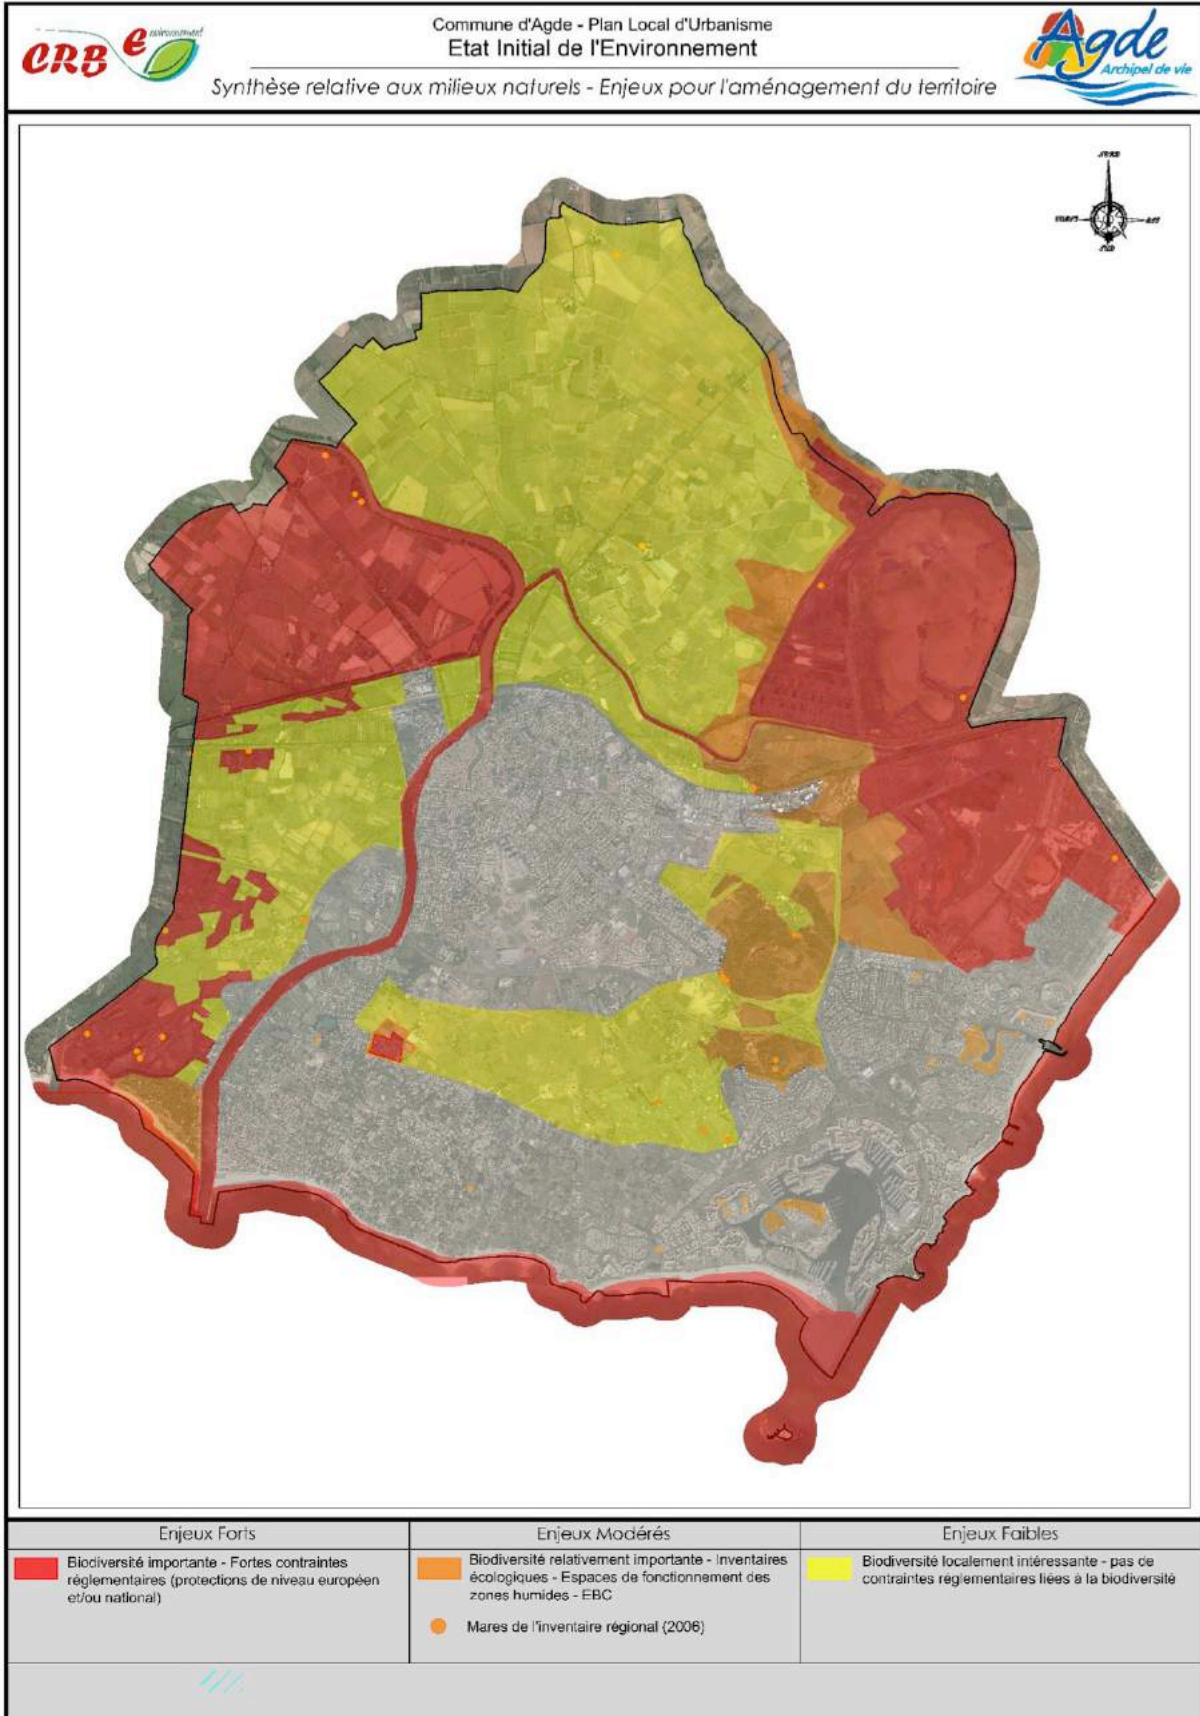 CRB e environnement
Commune d'Agde - Plan Local d'Urbanisme
Etat Initial de l'Environnement
Synthèse relative aux milieux naturels - Enjeux pour l'aménagement du territoire
Agde
Archipel de vie
Enjeux Forts
Biodiversité importante - Fortes contraintes
réglementaires (protections de niveau européen
et/ou national)
Enjeux Modérés
Biodiversité relativement importante - Inventaires
écologiques - Espaces de fonctionnement des
zones humides - EBC
Mares de l'inventaire régional (2006)
Enjeux Faibles
Biodiversité localement intéressante - pas de
contraintes réglementaires liées à la biodiversité